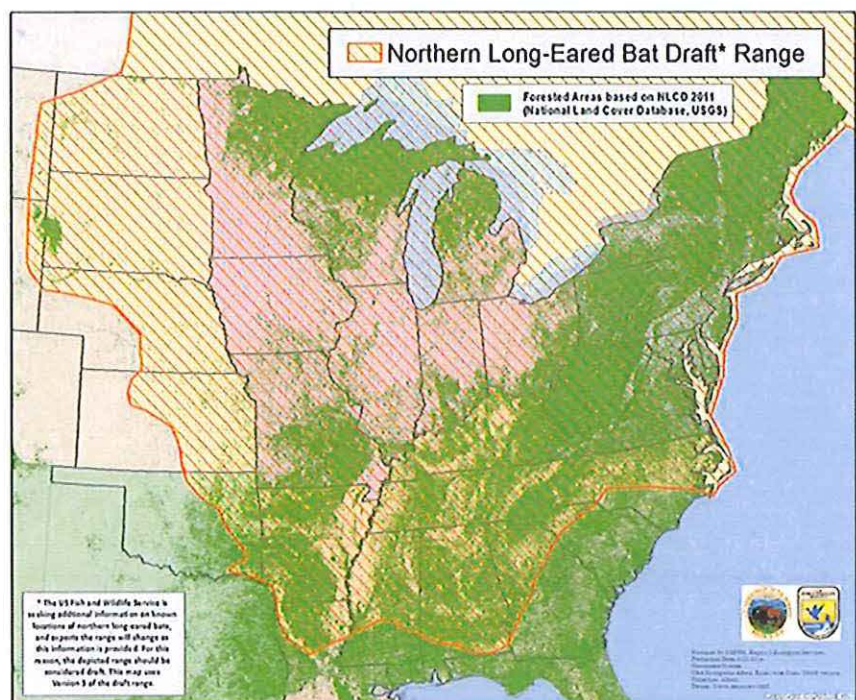 Northern Long-Eared Bat Draft* Range
Forested Areas based on NLCD 2011
(National Land Cover Database, USGS)
* The US Fish and Wildlife Service is
seeking additional information on known
locations of northern long-eared bats,
and expects the range will change as
this information is provided. For this
reason, the depicted range should be
considered draft. This map uses
Version 5 of the draft range.